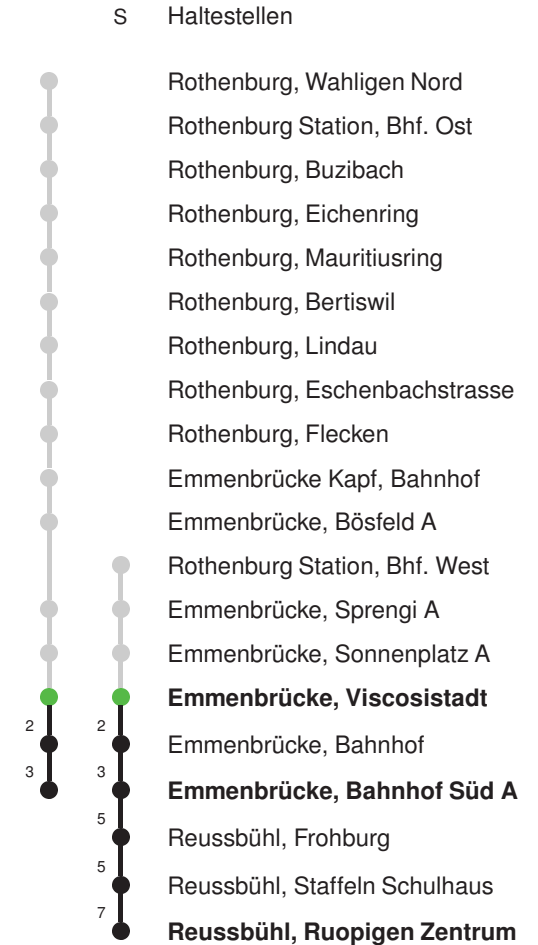 S Haltestellen
Rothenburg, Wahligen Nord
Rothenburg Station, Bhf. Ost
Rothenburg, Buzibach
Rothenburg, Eichenring
Rothenburg, Mauritiusring
Rothenburg, Bertiswil
Rothenburg, Lindau
Rothenburg, Eschenbachstrasse
Rothenburg, Flecken
Emmenbrücke Kapf, Bahnhof
Emmenbrücke, Bösfeld A
Rothenburg Station, Bhf. West
Emmenbrücke, Sprengi A
Emmenbrücke, Sonnenplatz A
Emmenbrücke, Viscosistadt
2 2 Emmenbrücke, Bahnhof
3 3 Emmenbrücke, Bahnhof Süd A
5 Reussbühl, Frohburg
5 Reussbühl, Staffeln Schulhaus
7 Reussbühl, Ruopigen Zentrum